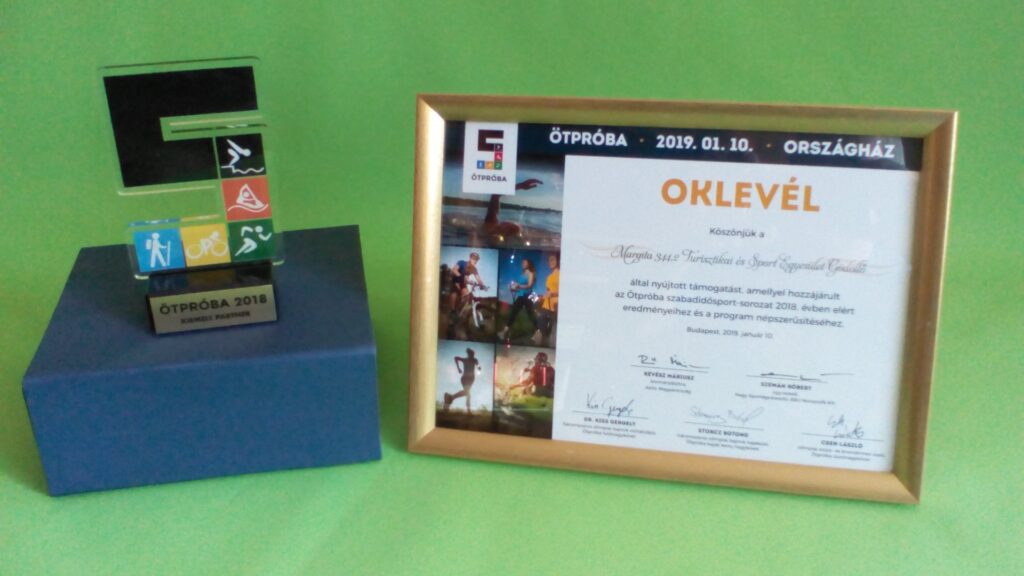 ÖTPRÓBA 2018
KIEMELT PARTNER
ÖTPRÓBA
ÖTPRÓBA · 2019. 01. 10. · ORSZÁGHÁZ
OKLEVÉL
Köszönjük a
Margita 344.2 Turisztikai és Sport Egyesület Gödöllő
által nyújtott támogatást, amellyel hozzájárult
az Ötpróba szabadidősport-sorozat 2018. évben elért
eredményeihez és a program népszerűsítéséhez.
Budapest, 2019. január 10.
RÉVÉSZ MÁRIUSZ
SZEMÁN RÓBERT
DR. KISS GERGELY
STORCZ BOTOND
CSEH LÁSZLÓ